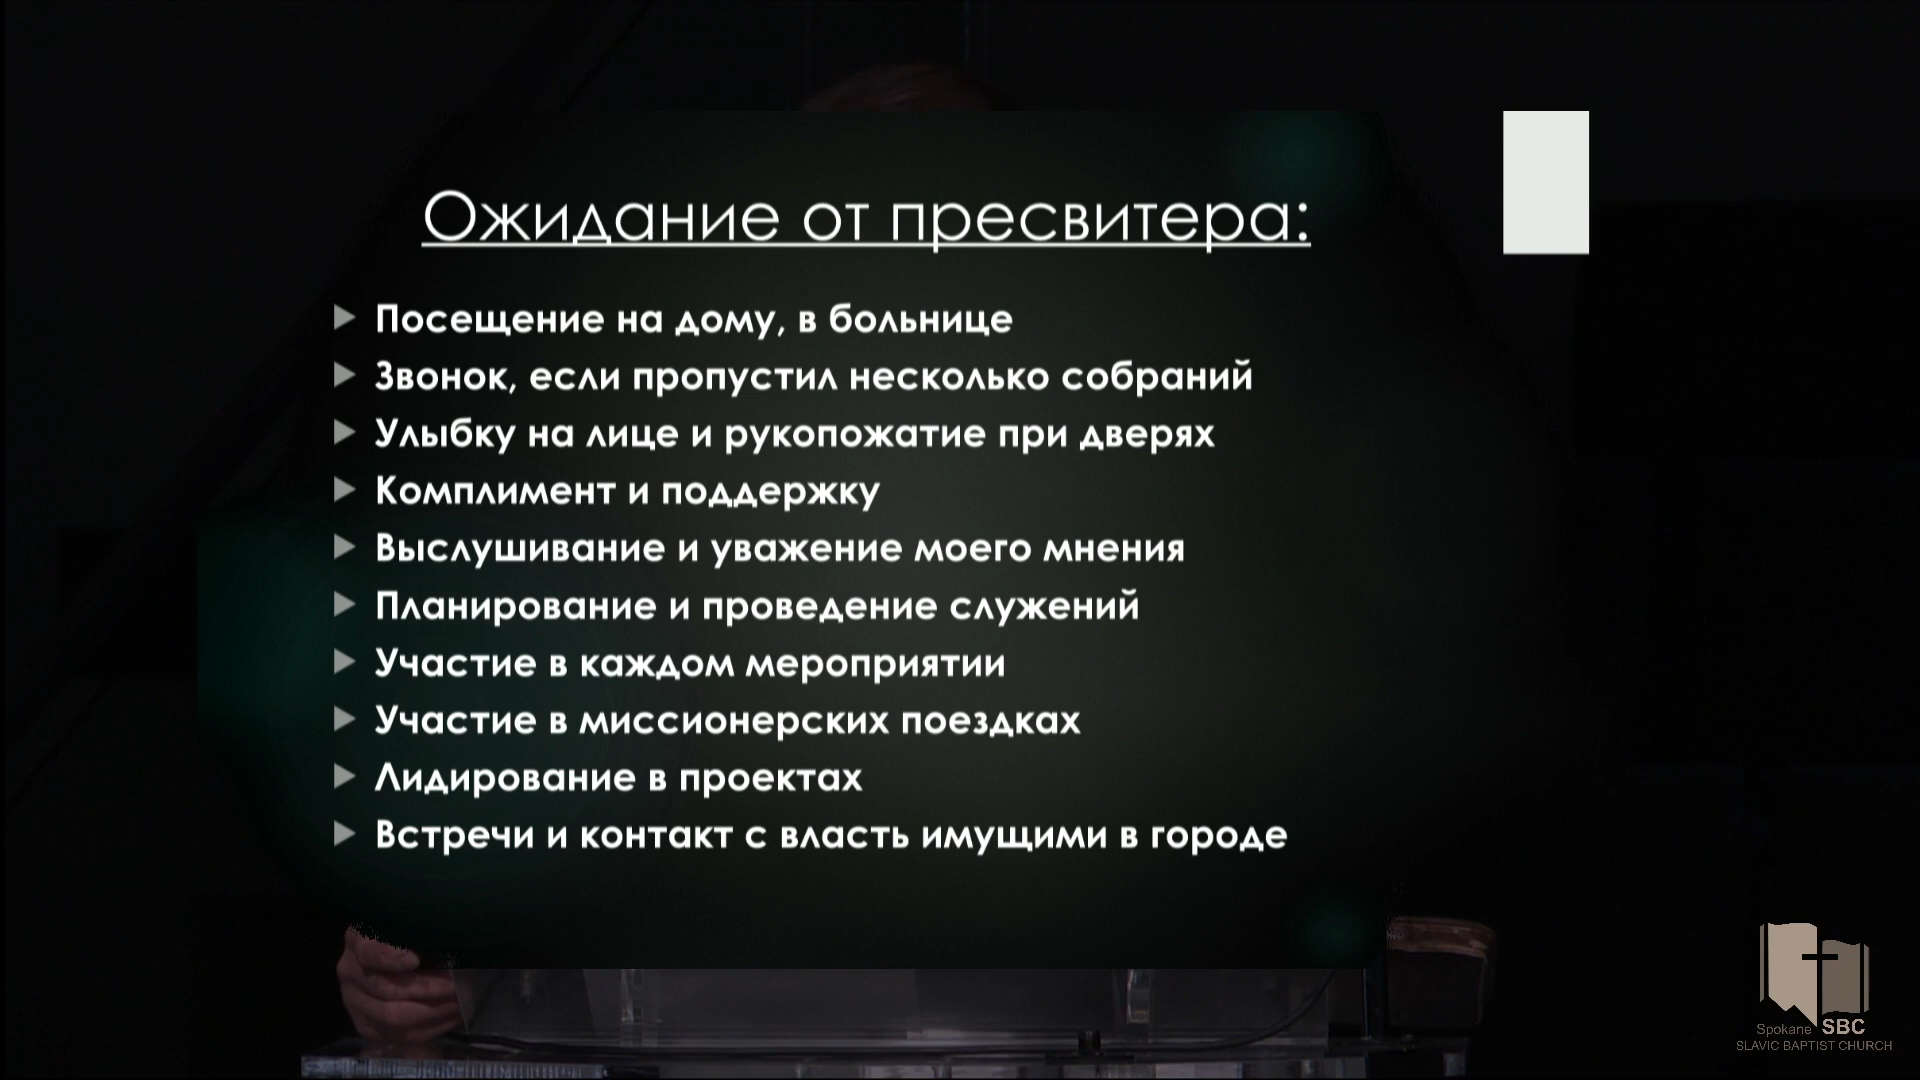 Ожидание от пресвитера:
Посещение на дому, в больнице
Звонок, если пропустил несколько собраний
Улыбку на лице и рукопожатие при дверях
Комплимент и поддержку
Выслушивание и уважение моего мнения
Планирование и проведение служений
Участие в каждом мероприятии
Участие в миссионерских поездках
Лидирование в проектах
Встречи и контакт с власть имущими в городе
Spokane SBC
SLAVIC BAPTIST CHURCH